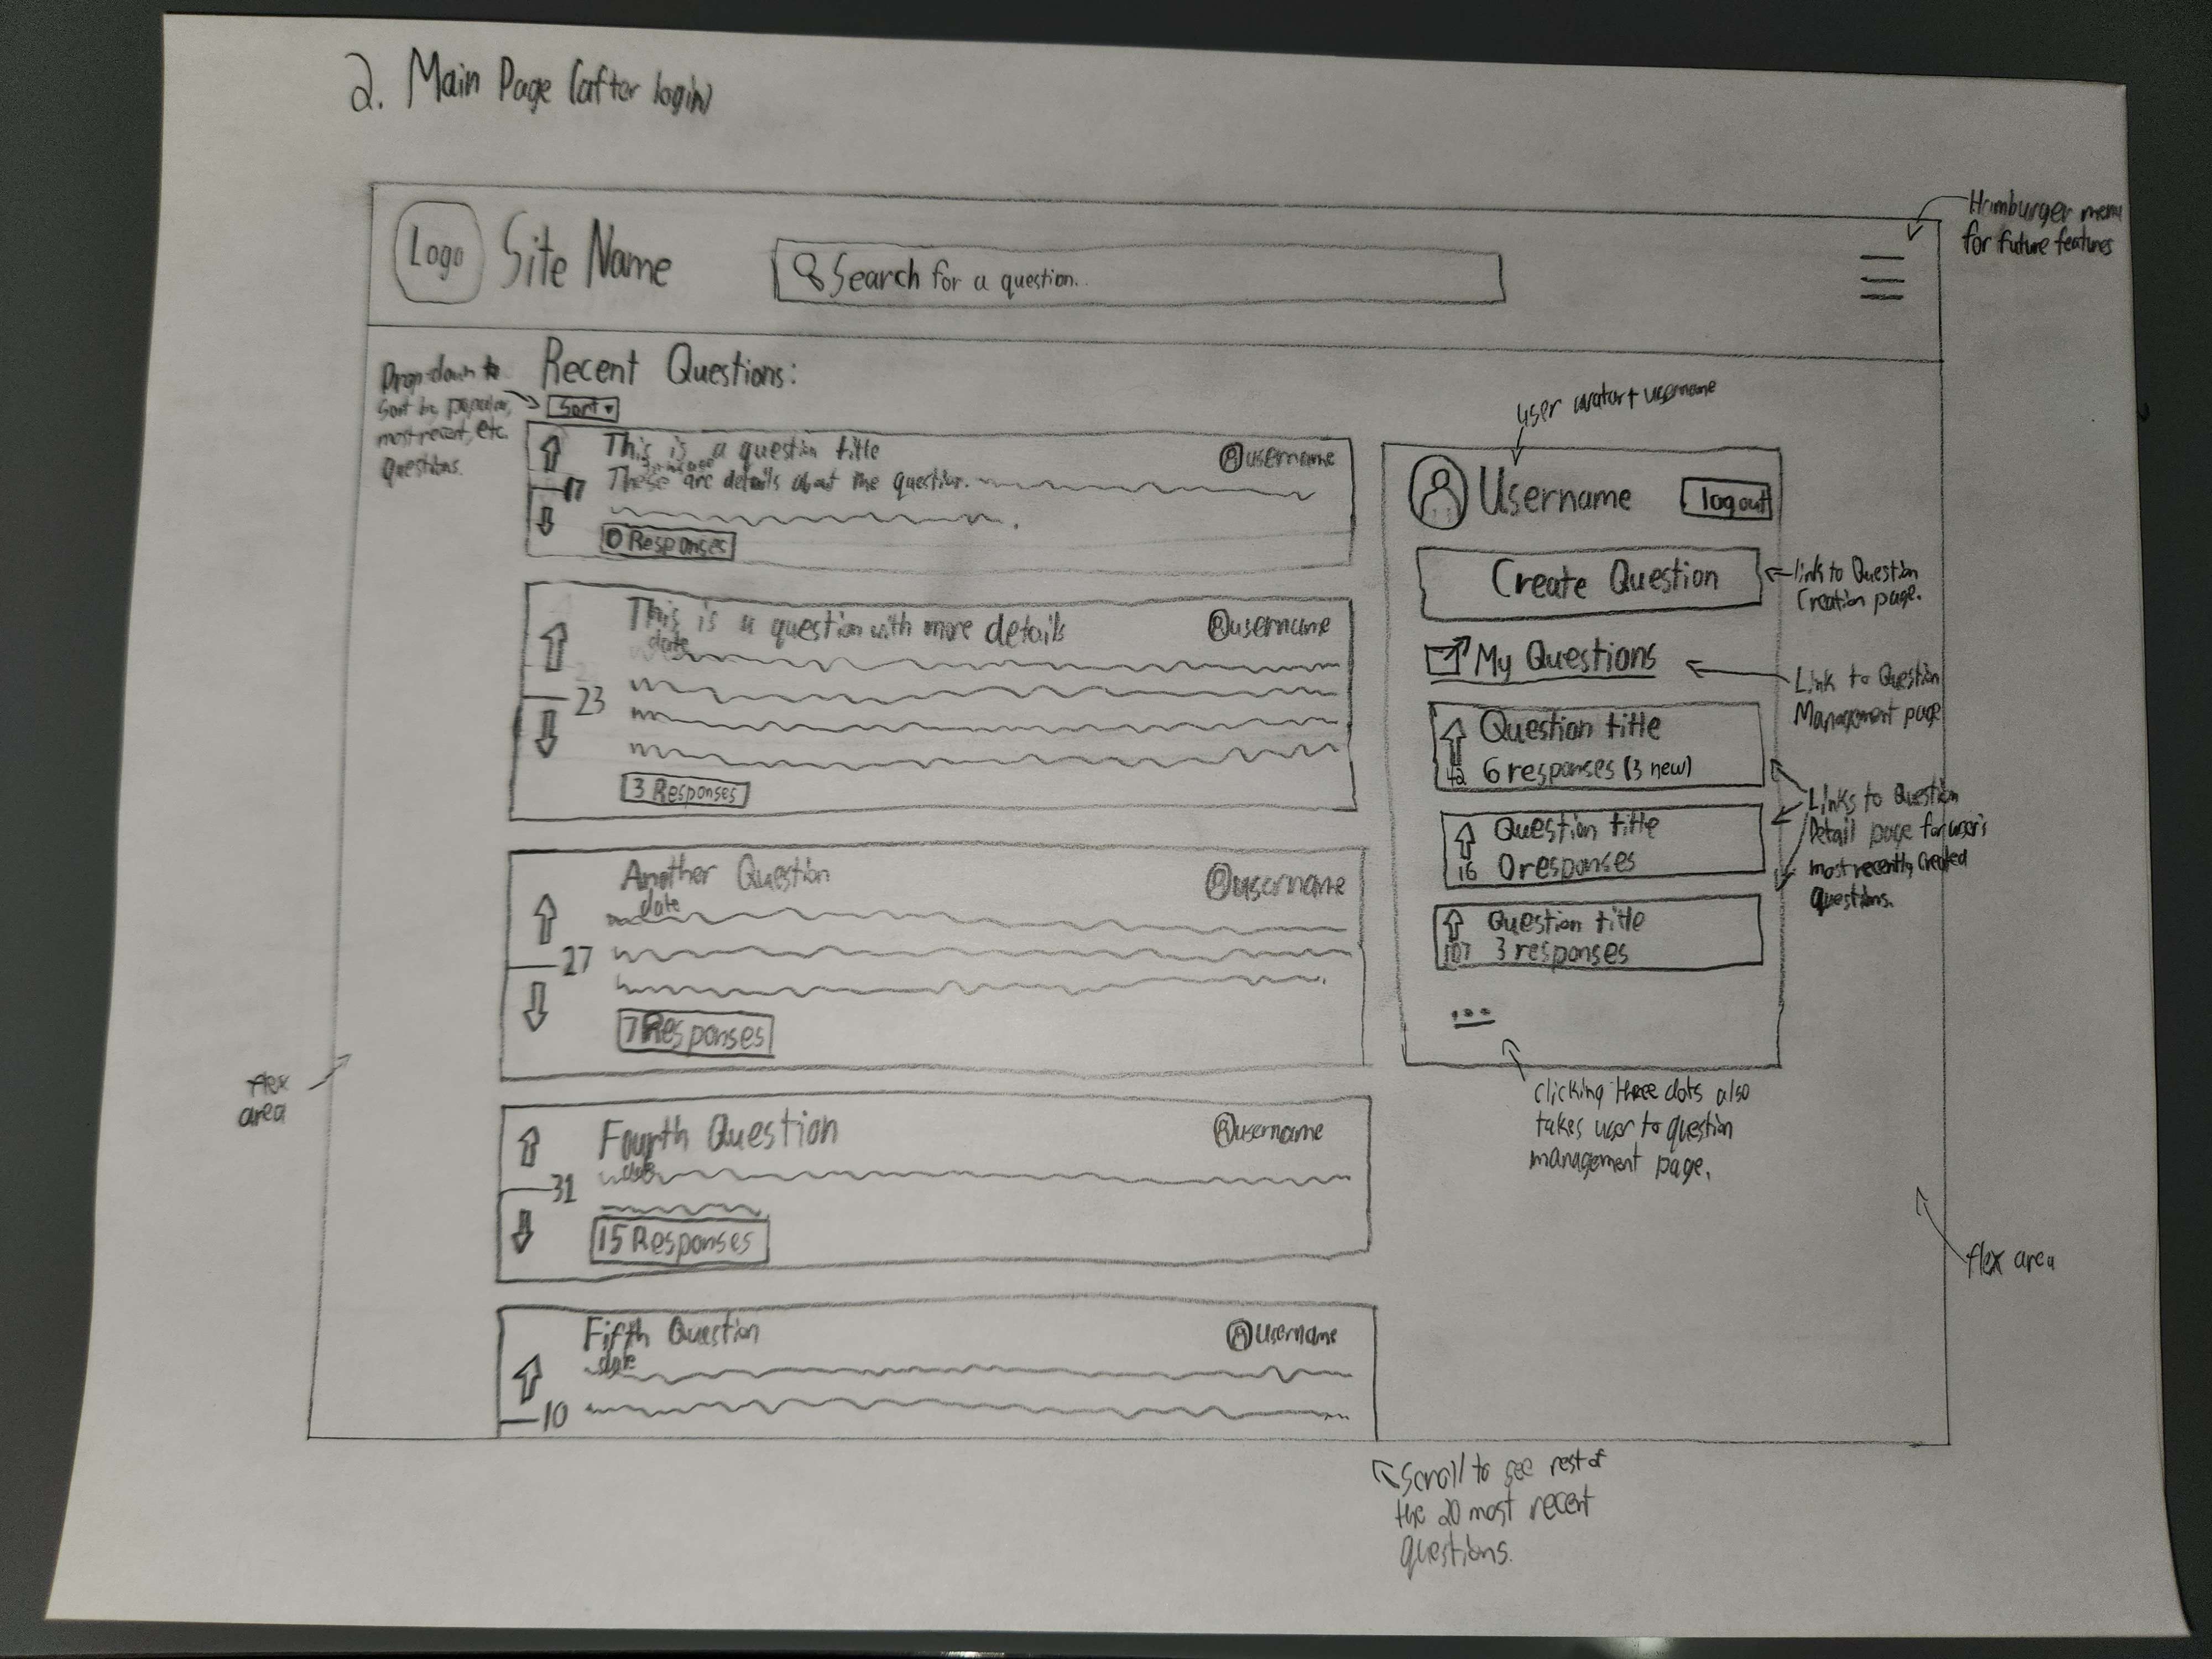 2. Main Page (after login)
Hamburger menu
for future features
Logo
Site Name
Search for a question...
Drop-down to
sort by popular,
most recent, etc.
questions.
Recent Questions:
Sort ▾
This is a question title
username
These are details about the question.
17
0 Responses
This is a question with more details
username
date
23
3 Responses
Another Question
username
date
27
7 Responses
Fourth Question
username
date
31
15 Responses
Fifth Question
username
date
10
user avatar + username
Username
logout
Create Question
link to Question
Creation page.
My Questions
Link to Question
Management page
Question title
42
6 responses (3 new)
Question title
16
0 responses
Question title
107
3 responses
Links to Question
Detail page for user's
most recently created
questions.
...
clicking three dots also
takes user to question
management page.
flex
area
flex area
Scroll to see rest of
the 20 most recent
questions.